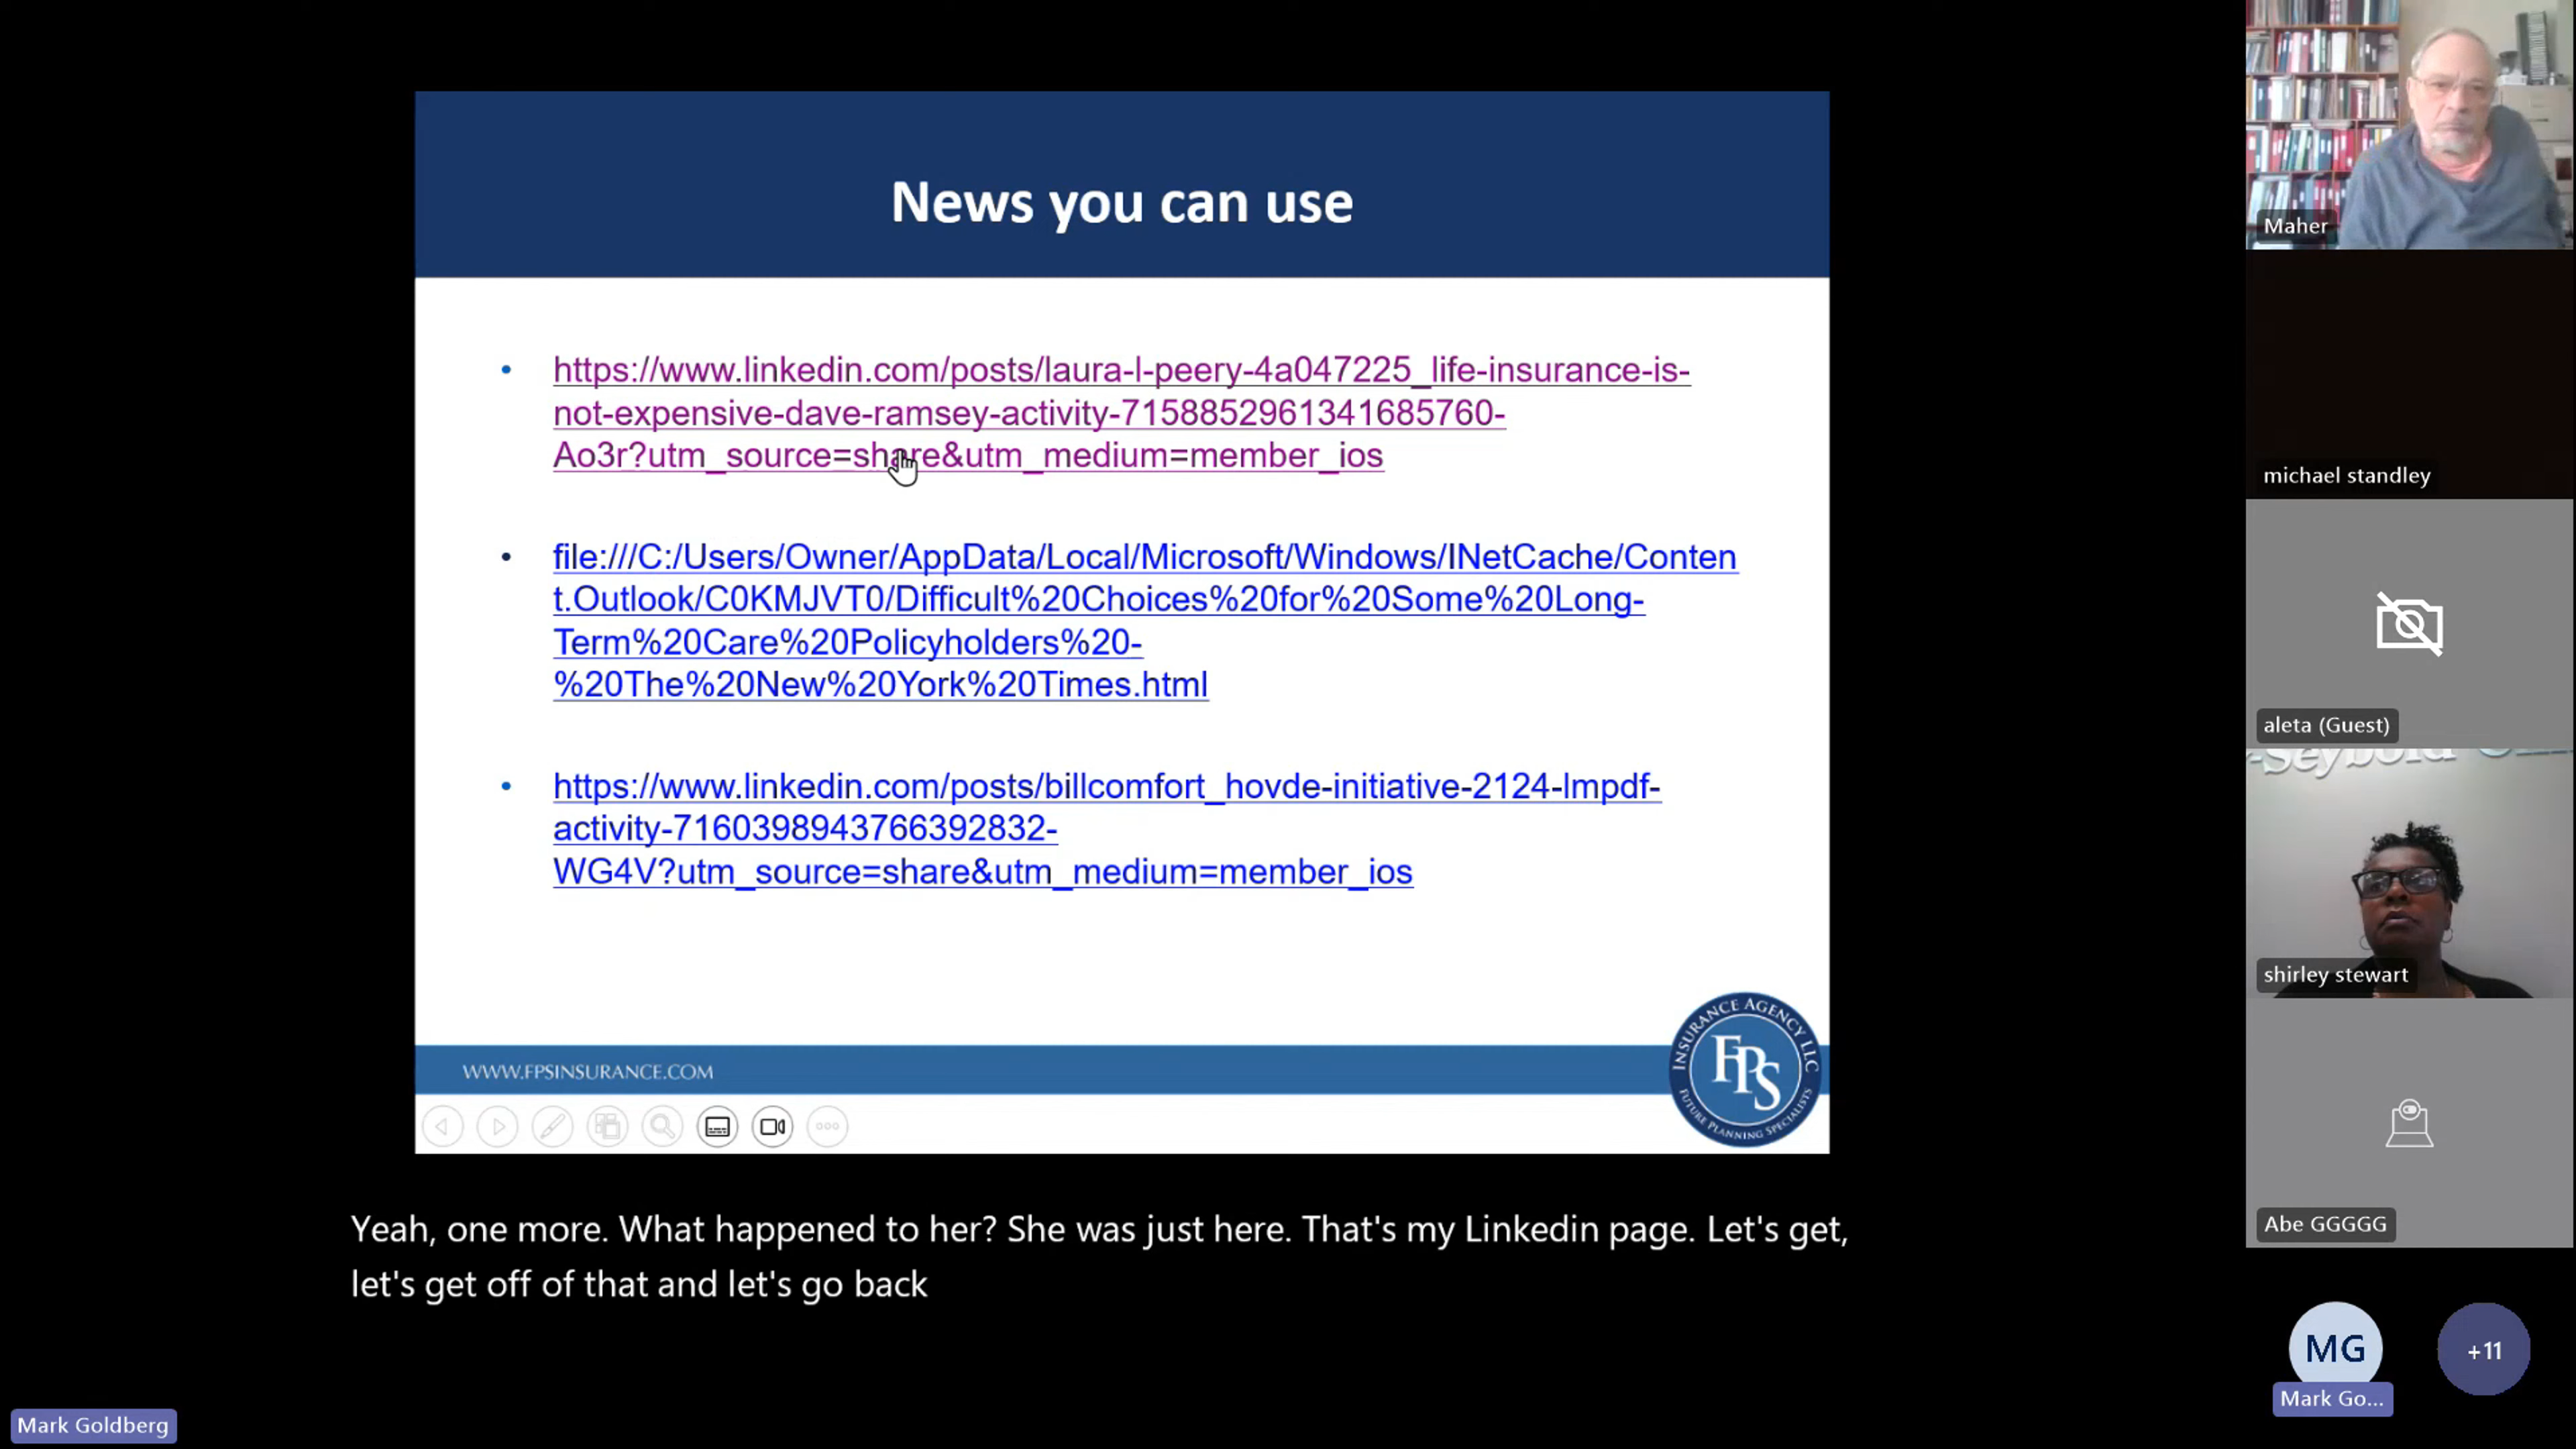 News you can use
https://www.linkedin.com/posts/laura-l-peery-4a047225_life-insurance-is-
not-expensive-dave-ramsey-activity-7158852961341685760-
Ao3r?utm_source=share&utm_medium=member_ios
file:///C:/Users/Owner/AppData/Local/Microsoft/Windows/INetCache/Conten
t.Outlook/C0KMJVT0/Difficult%20Choices%20for%20Some%20Long-
Term%20Care%20Policyholders%20-
%20The%20New%20York%20Times.html
https://www.linkedin.com/posts/billcomfort_hovde-initiative-2124-lmpdf-
activity-7160398943766392832-
WG4V?utm_source=share&utm_medium=member_ios
WWW.FPSINSURANCE.COM
INSURANCE AGENCY LLC
FPS
FUTURE PLANNING SPECIALISTS
Yeah, one more. What happened to her? She was just here. That's my Linkedin page. Let's get,
let's get off of that and let's go back
Mark Goldberg
Maher
michael standley
aleta (Guest)
-Seybold
shirley stewart
Abe GGGGG
MG
+11
Mark Go...